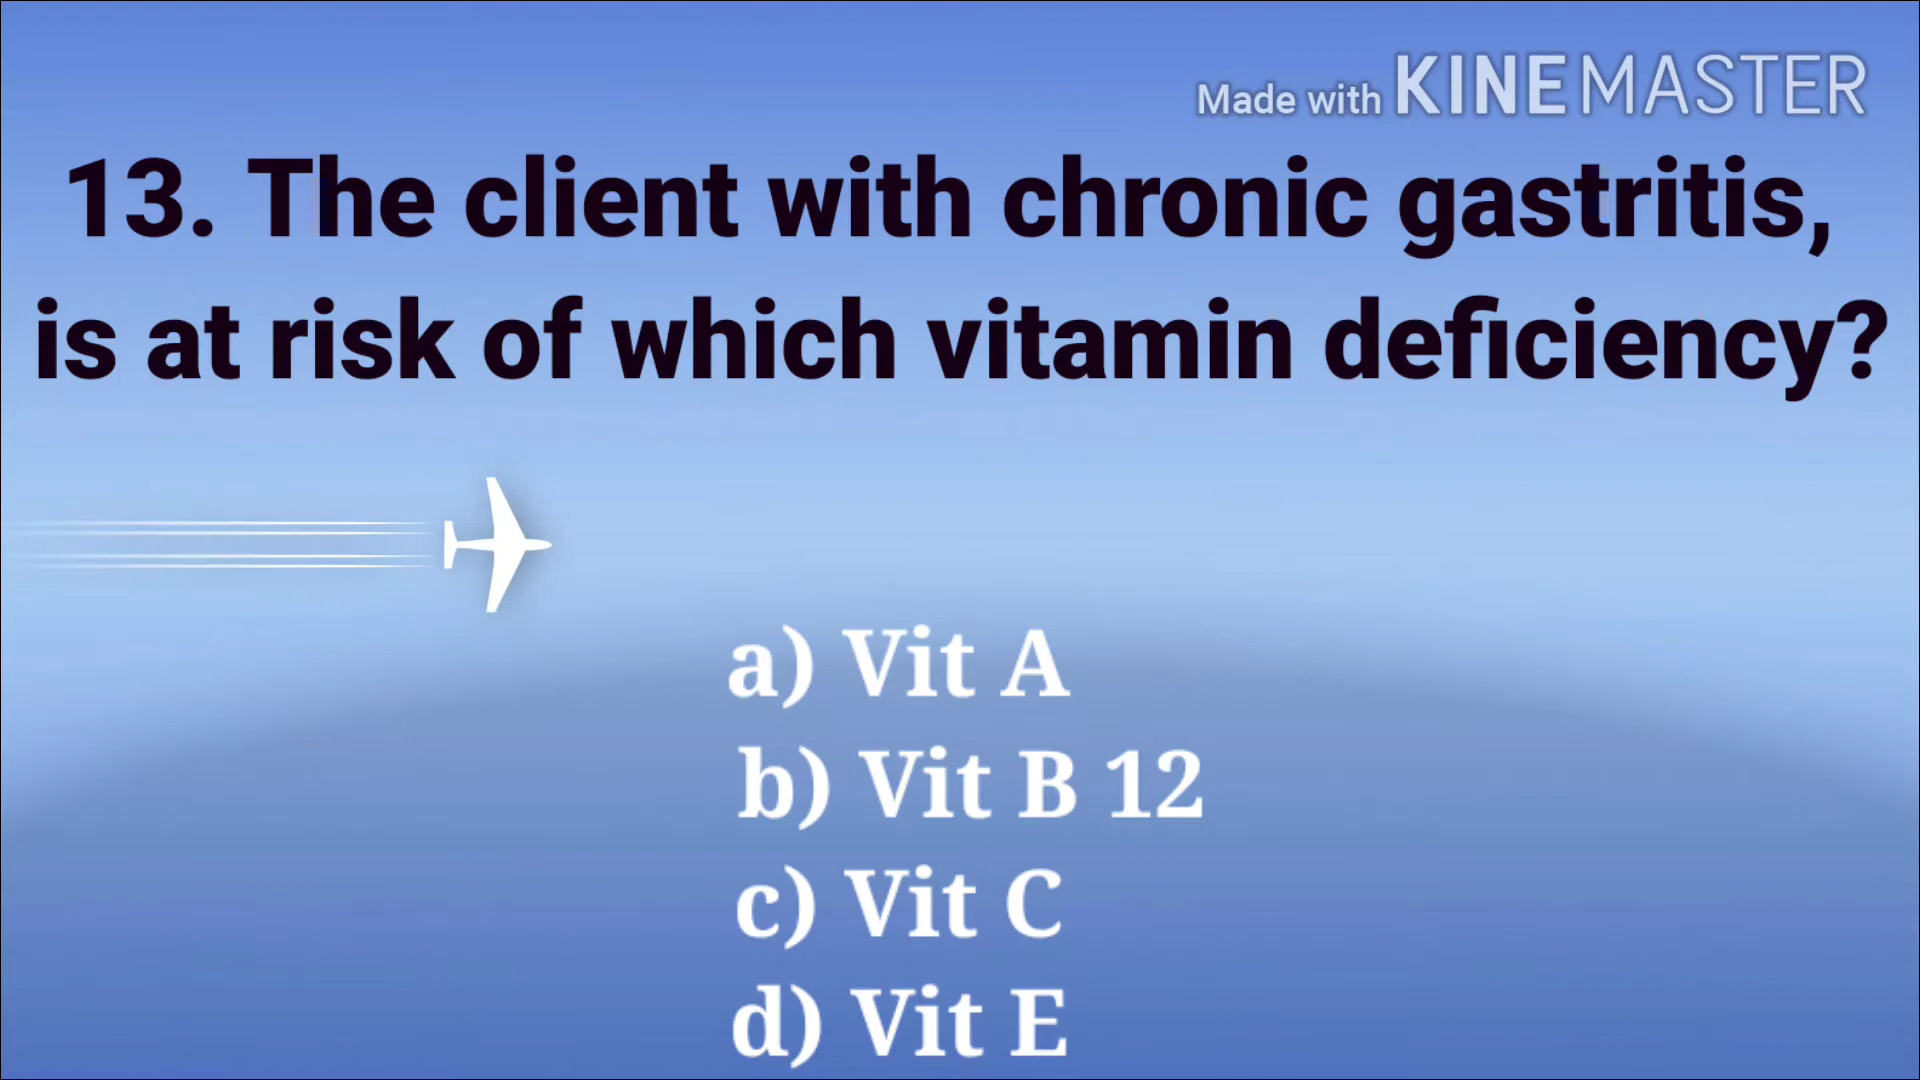 Made with KINEMASTER
13. The client with chronic gastritis,
is at risk of which vitamin deficiency?
a) Vit A
b) Vit B 12
c) Vit C
d) Vit E